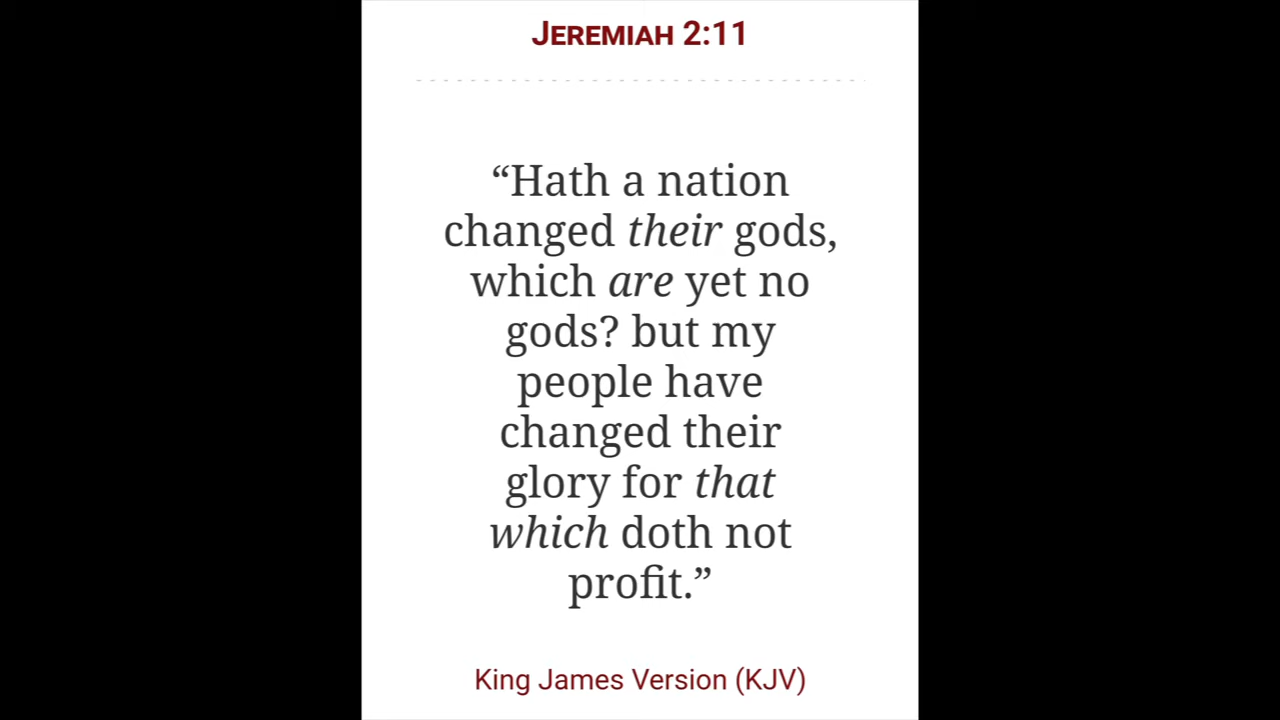 Jeremiah 2:11
“Hath a nation
changed their gods,
which are yet no
gods? but my
people have
changed their
glory for that
which doth not
profit.”
King James Version (KJV)